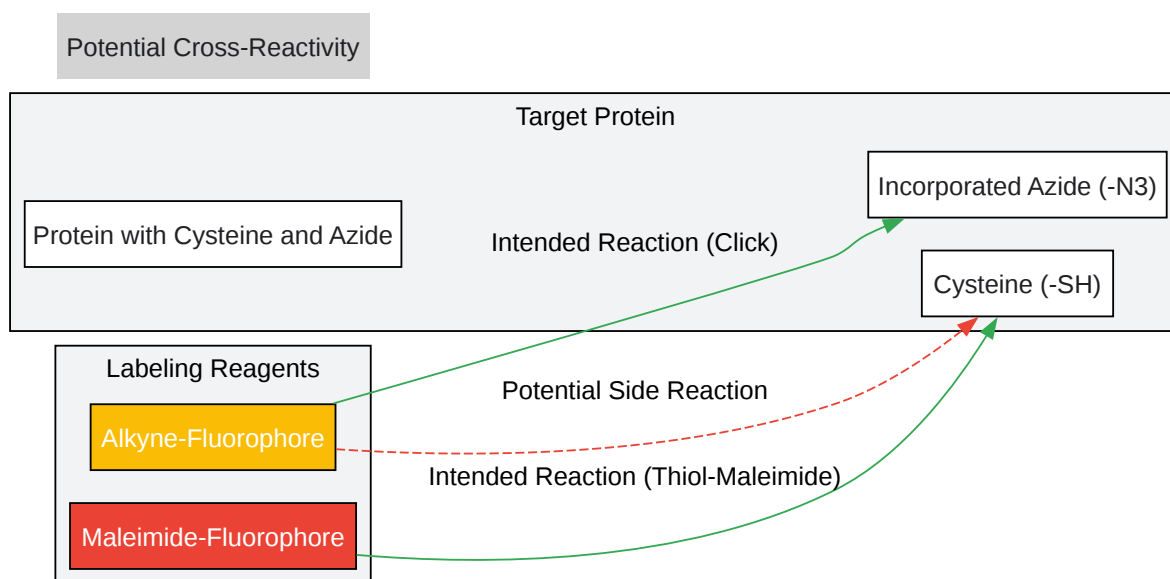 Potential Cross-Reactivity
Target Protein
Incorporated Azide (-N3)
Protein with Cysteine and Azide
Intended Reaction (Click)
Cysteine (-SH)
Labeling Reagents
Potential Side Reaction
Alkyne-Fluorophore
Intended Reaction (Thiol-Maleimide)
Maleimide-Fluorophore